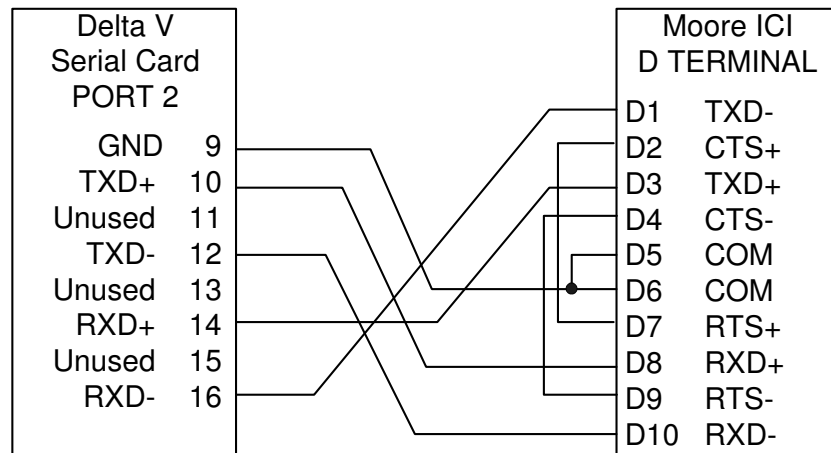 Delta V
Serial Card
PORT 2
GND 9
TXD+ 10
Unused 11
TXD- 12
Unused 13
RXD+ 14
Unused 15
RXD- 16
Moore ICI
D TERMINAL
D1 TXD-
D2 CTS+
D3 TXD+
D4 CTS-
D5 COM
D6 COM
D7 RTS+
D8 RXD+
D9 RTS-
D10 RXD-